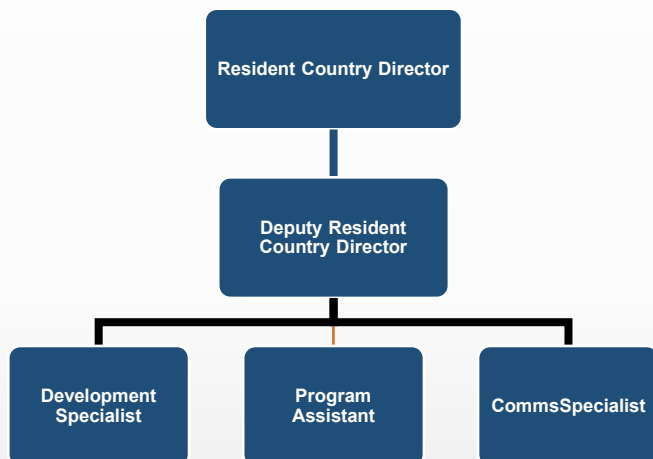 Resident Country Director
Deputy Resident
Country Director
Development
Specialist
Program
Assistant
CommsSpecialist